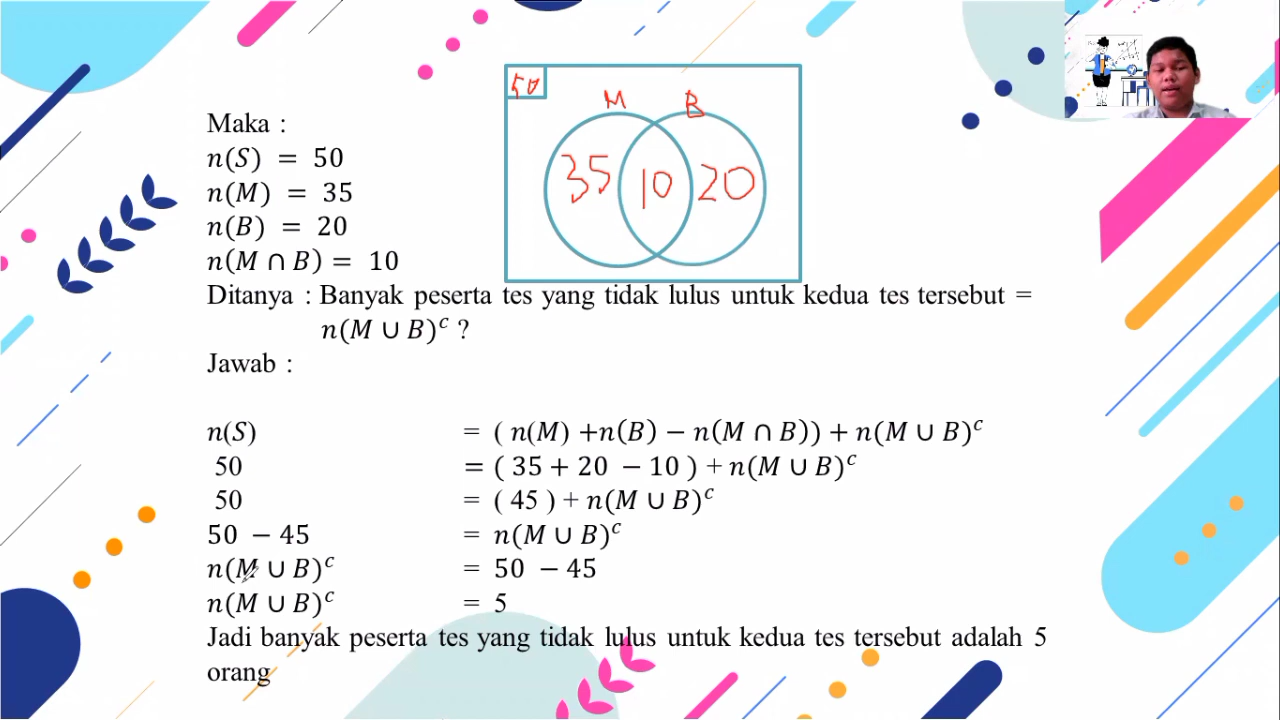 50
M B
35 10 20
Maka :
n(S) = 50
n(M) = 35
n(B) = 20
n(M ∩ B) = 10
Ditanya : Banyak peserta tes yang tidak lulus untuk kedua tes tersebut =
n(M ∪ B)ᶜ ?
Jawab :
n(S) = ( n(M) +n(B) − n(M ∩ B)) + n(M ∪ B)ᶜ
50 = ( 35 + 20 − 10 ) + n(M ∪ B)ᶜ
50 = ( 45 ) + n(M ∪ B)ᶜ
50 − 45 = n(M ∪ B)ᶜ
n(M ∪ B)ᶜ = 50 − 45
n(M ∪ B)ᶜ = 5
Jadi banyak peserta tes yang tidak lulus untuk kedua tes tersebut adalah 5
orang